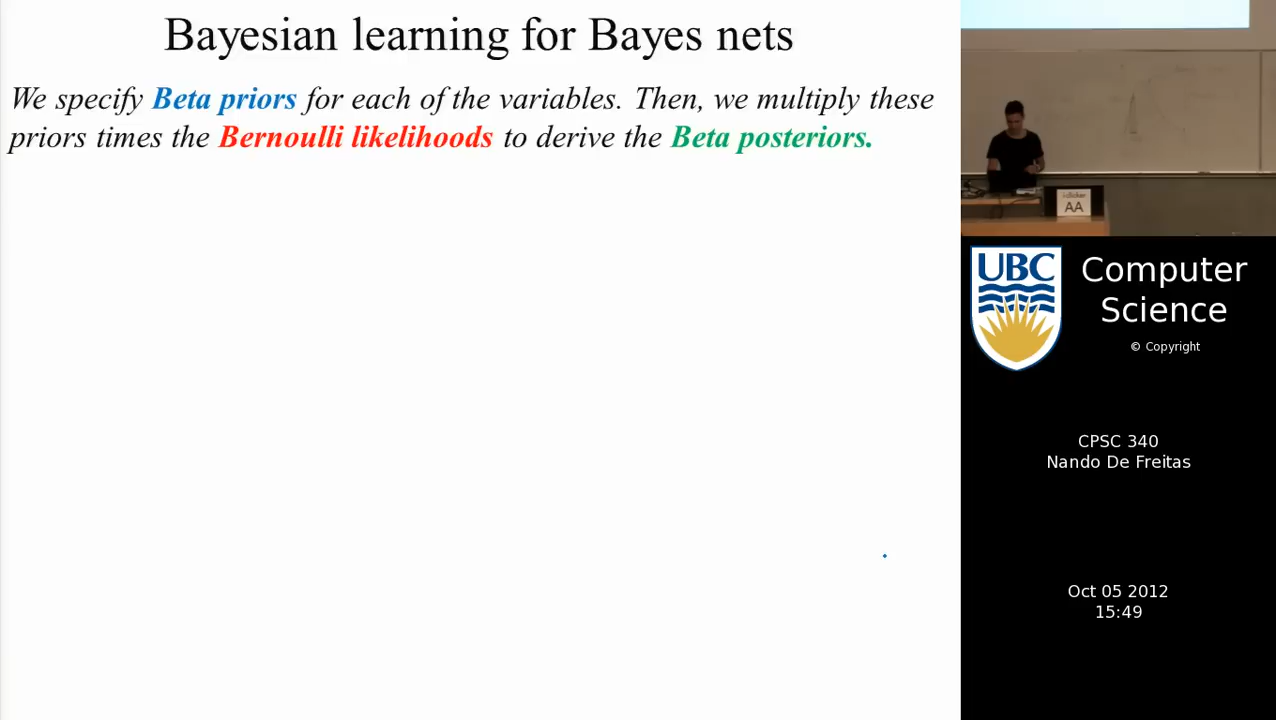 Bayesian learning for Bayes nets
We specify Beta priors for each of the variables. Then, we multiply these
priors times the Bernoulli likelihoods to derive the Beta posteriors.
AA
UBC
Computer
Science
© Copyright
CPSC 340
Nando De Freitas
Oct 05 2012
15:49